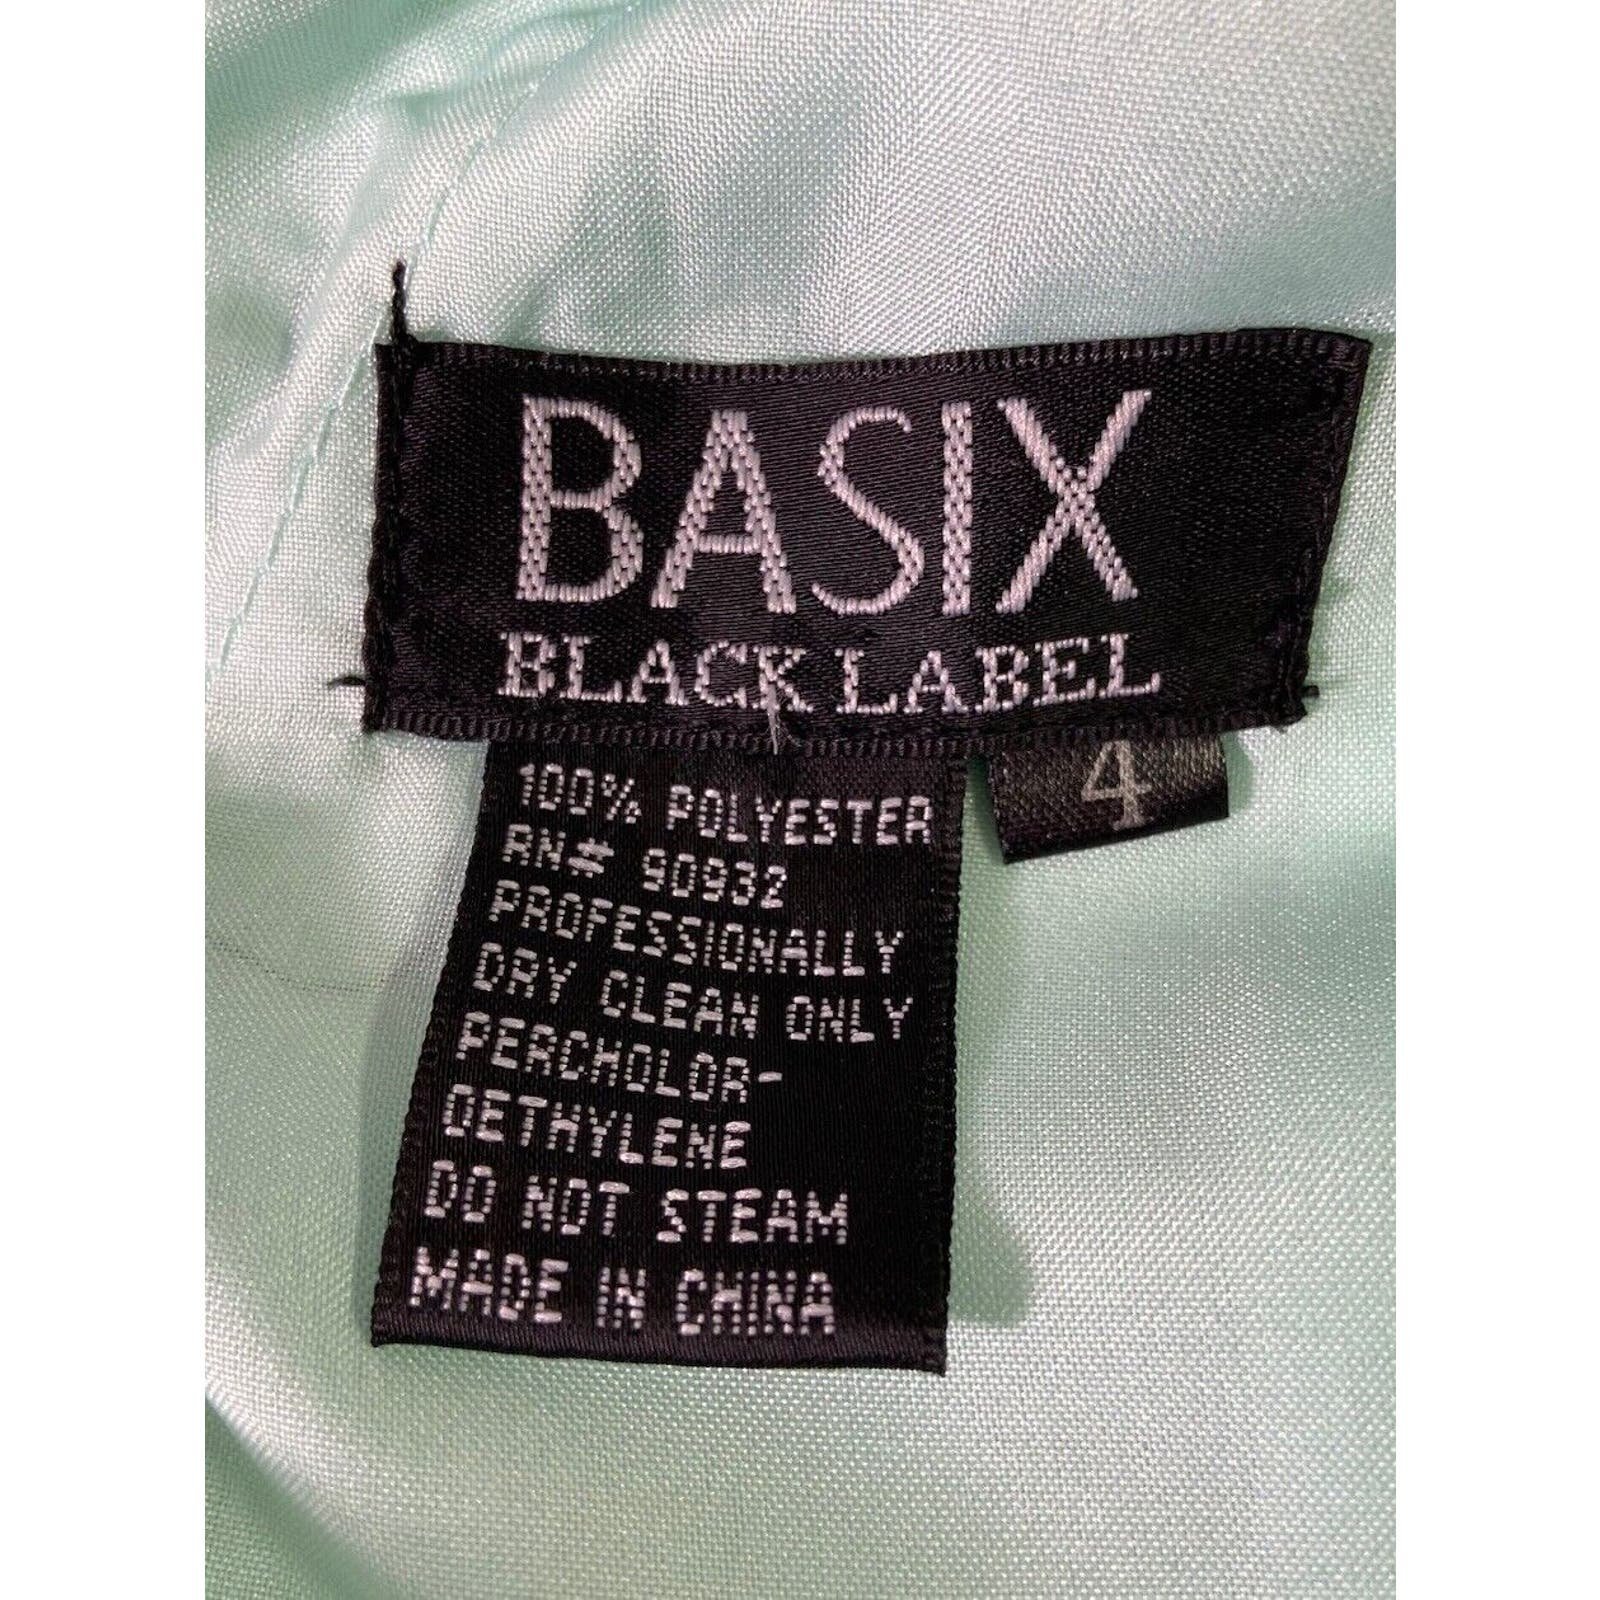 BASIX
BLACK LABEL
4
100% POLYESTER
RN# 90932
PROFESSIONALLY
DRY CLEAN ONLY
PERCHOLOR-
OETHYLENE
DO NOT STEAM
MADE IN CHINA